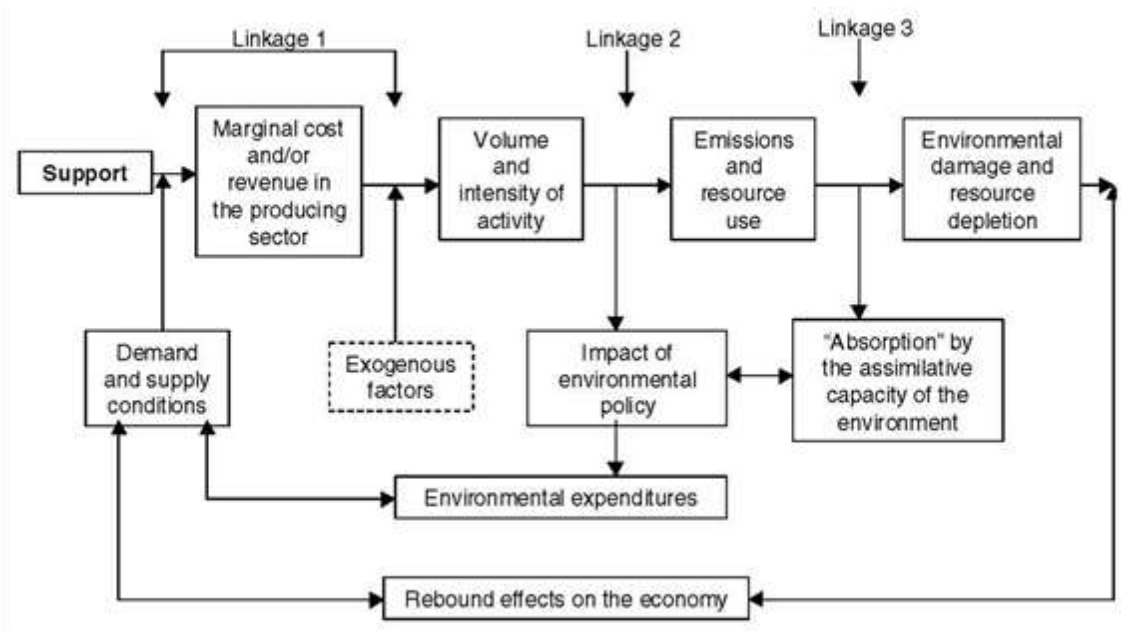 Linkage 1
Linkage 2
Linkage 3
Support
Marginal cost
and/or
revenue in
the producing
sector
Volume
and
intensity of
activity
Emissions
and
resource
use
Environmental
damage and
resource
depletion
Demand
and supply
conditions
Exogenous
factors
Impact of
environmental
policy
“Absorption” by
the assimilative
capacity of the
environment
Environmental expenditures
Rebound effects on the economy